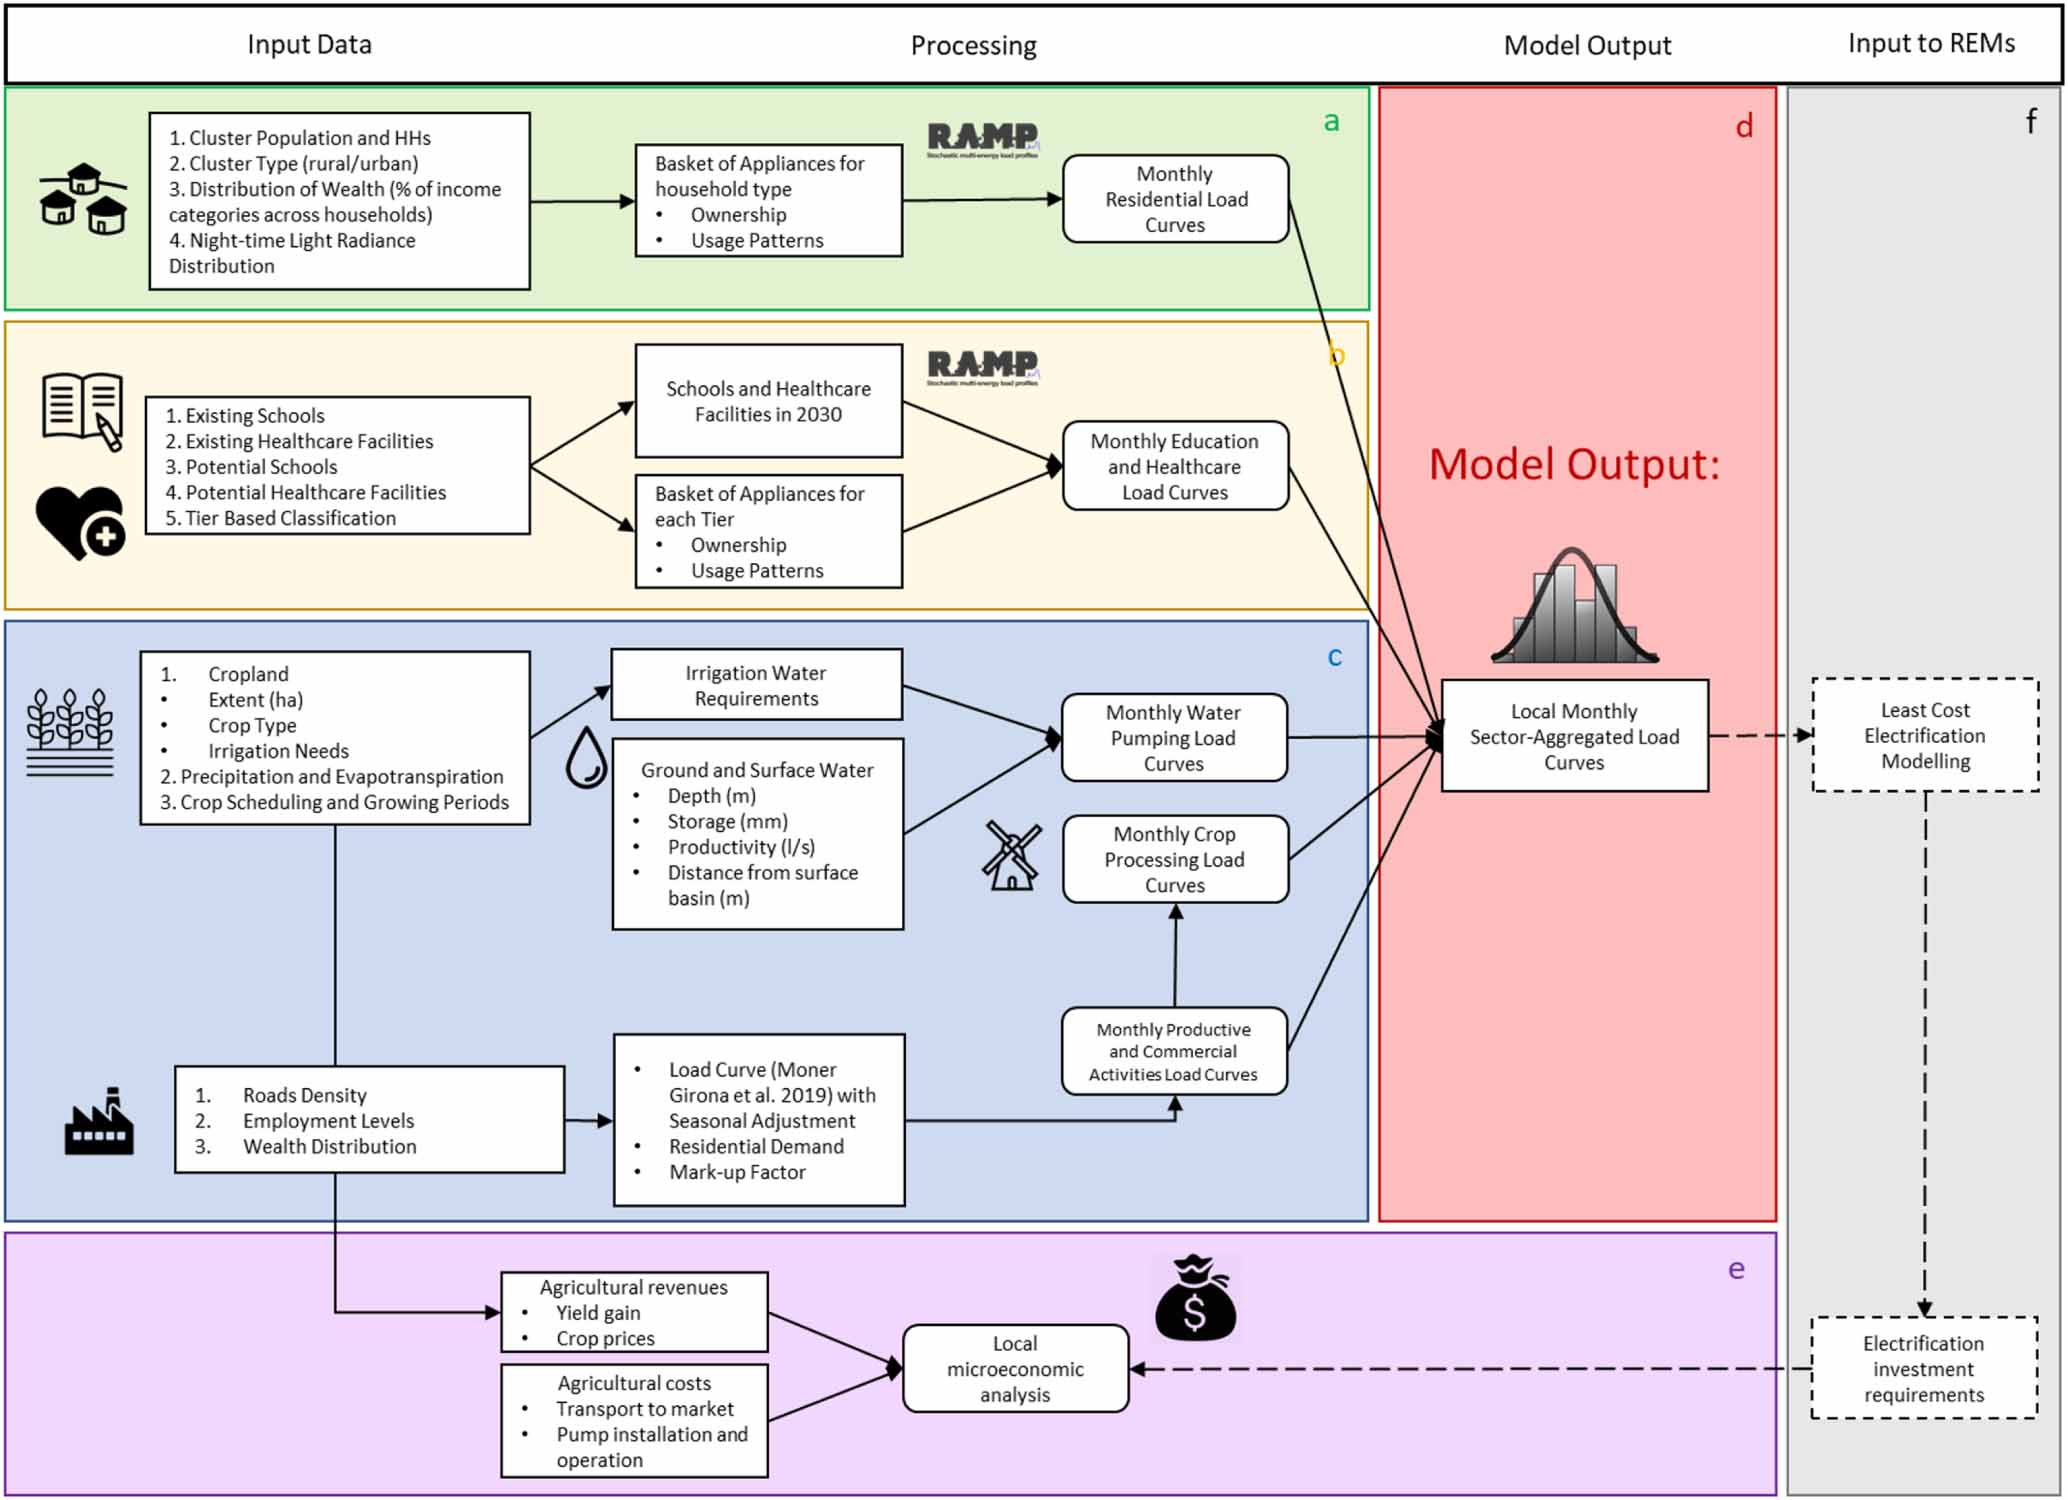 Input Data
Processing
Model Output
Input to REMs
a
1. Cluster Population and HHs
2. Cluster Type (rural/urban)
3. Distribution of Wealth (% of income
categories across households)
4. Night-time Light Radiance
Distribution
Basket of Appliances for
household type
• Ownership
• Usage Patterns
RAMP
Stochastic multi-energy load profiles
Monthly
Residential Load
Curves
b
1. Existing Schools
2. Existing Healthcare Facilities
3. Potential Schools
4. Potential Healthcare Facilities
5. Tier Based Classification
Schools and Healthcare
Facilities in 2030
Basket of Appliances for
each Tier
• Ownership
• Usage Patterns
RAMP
Stochastic multi-energy load profiles
Monthly Education
and Healthcare
Load Curves
c
1. Cropland
• Extent (ha)
• Crop Type
• Irrigation Needs
2. Precipitation and Evapotranspiration
3. Crop Scheduling and Growing Periods
Irrigation Water
Requirements
Ground and Surface Water
• Depth (m)
• Storage (mm)
• Productivity (l/s)
• Distance from surface
basin (m)
Monthly Water
Pumping Load
Curves
Monthly Crop
Processing Load
Curves
Monthly Productive
and Commercial
Activities Load Curves
1. Roads Density
2. Employment Levels
3. Wealth Distribution
• Load Curve (Moner
Girona et al. 2019) with
Seasonal Adjustment
• Residential Demand
• Mark-up Factor
d
Model Output:
Local Monthly
Sector-Aggregated Load
Curves
e
Agricultural revenues
• Yield gain
• Crop prices
Agricultural costs
• Transport to market
• Pump installation and
operation
$
Local
microeconomic
analysis
f
Least Cost
Electrification
Modelling
Electrification
investment
requirements